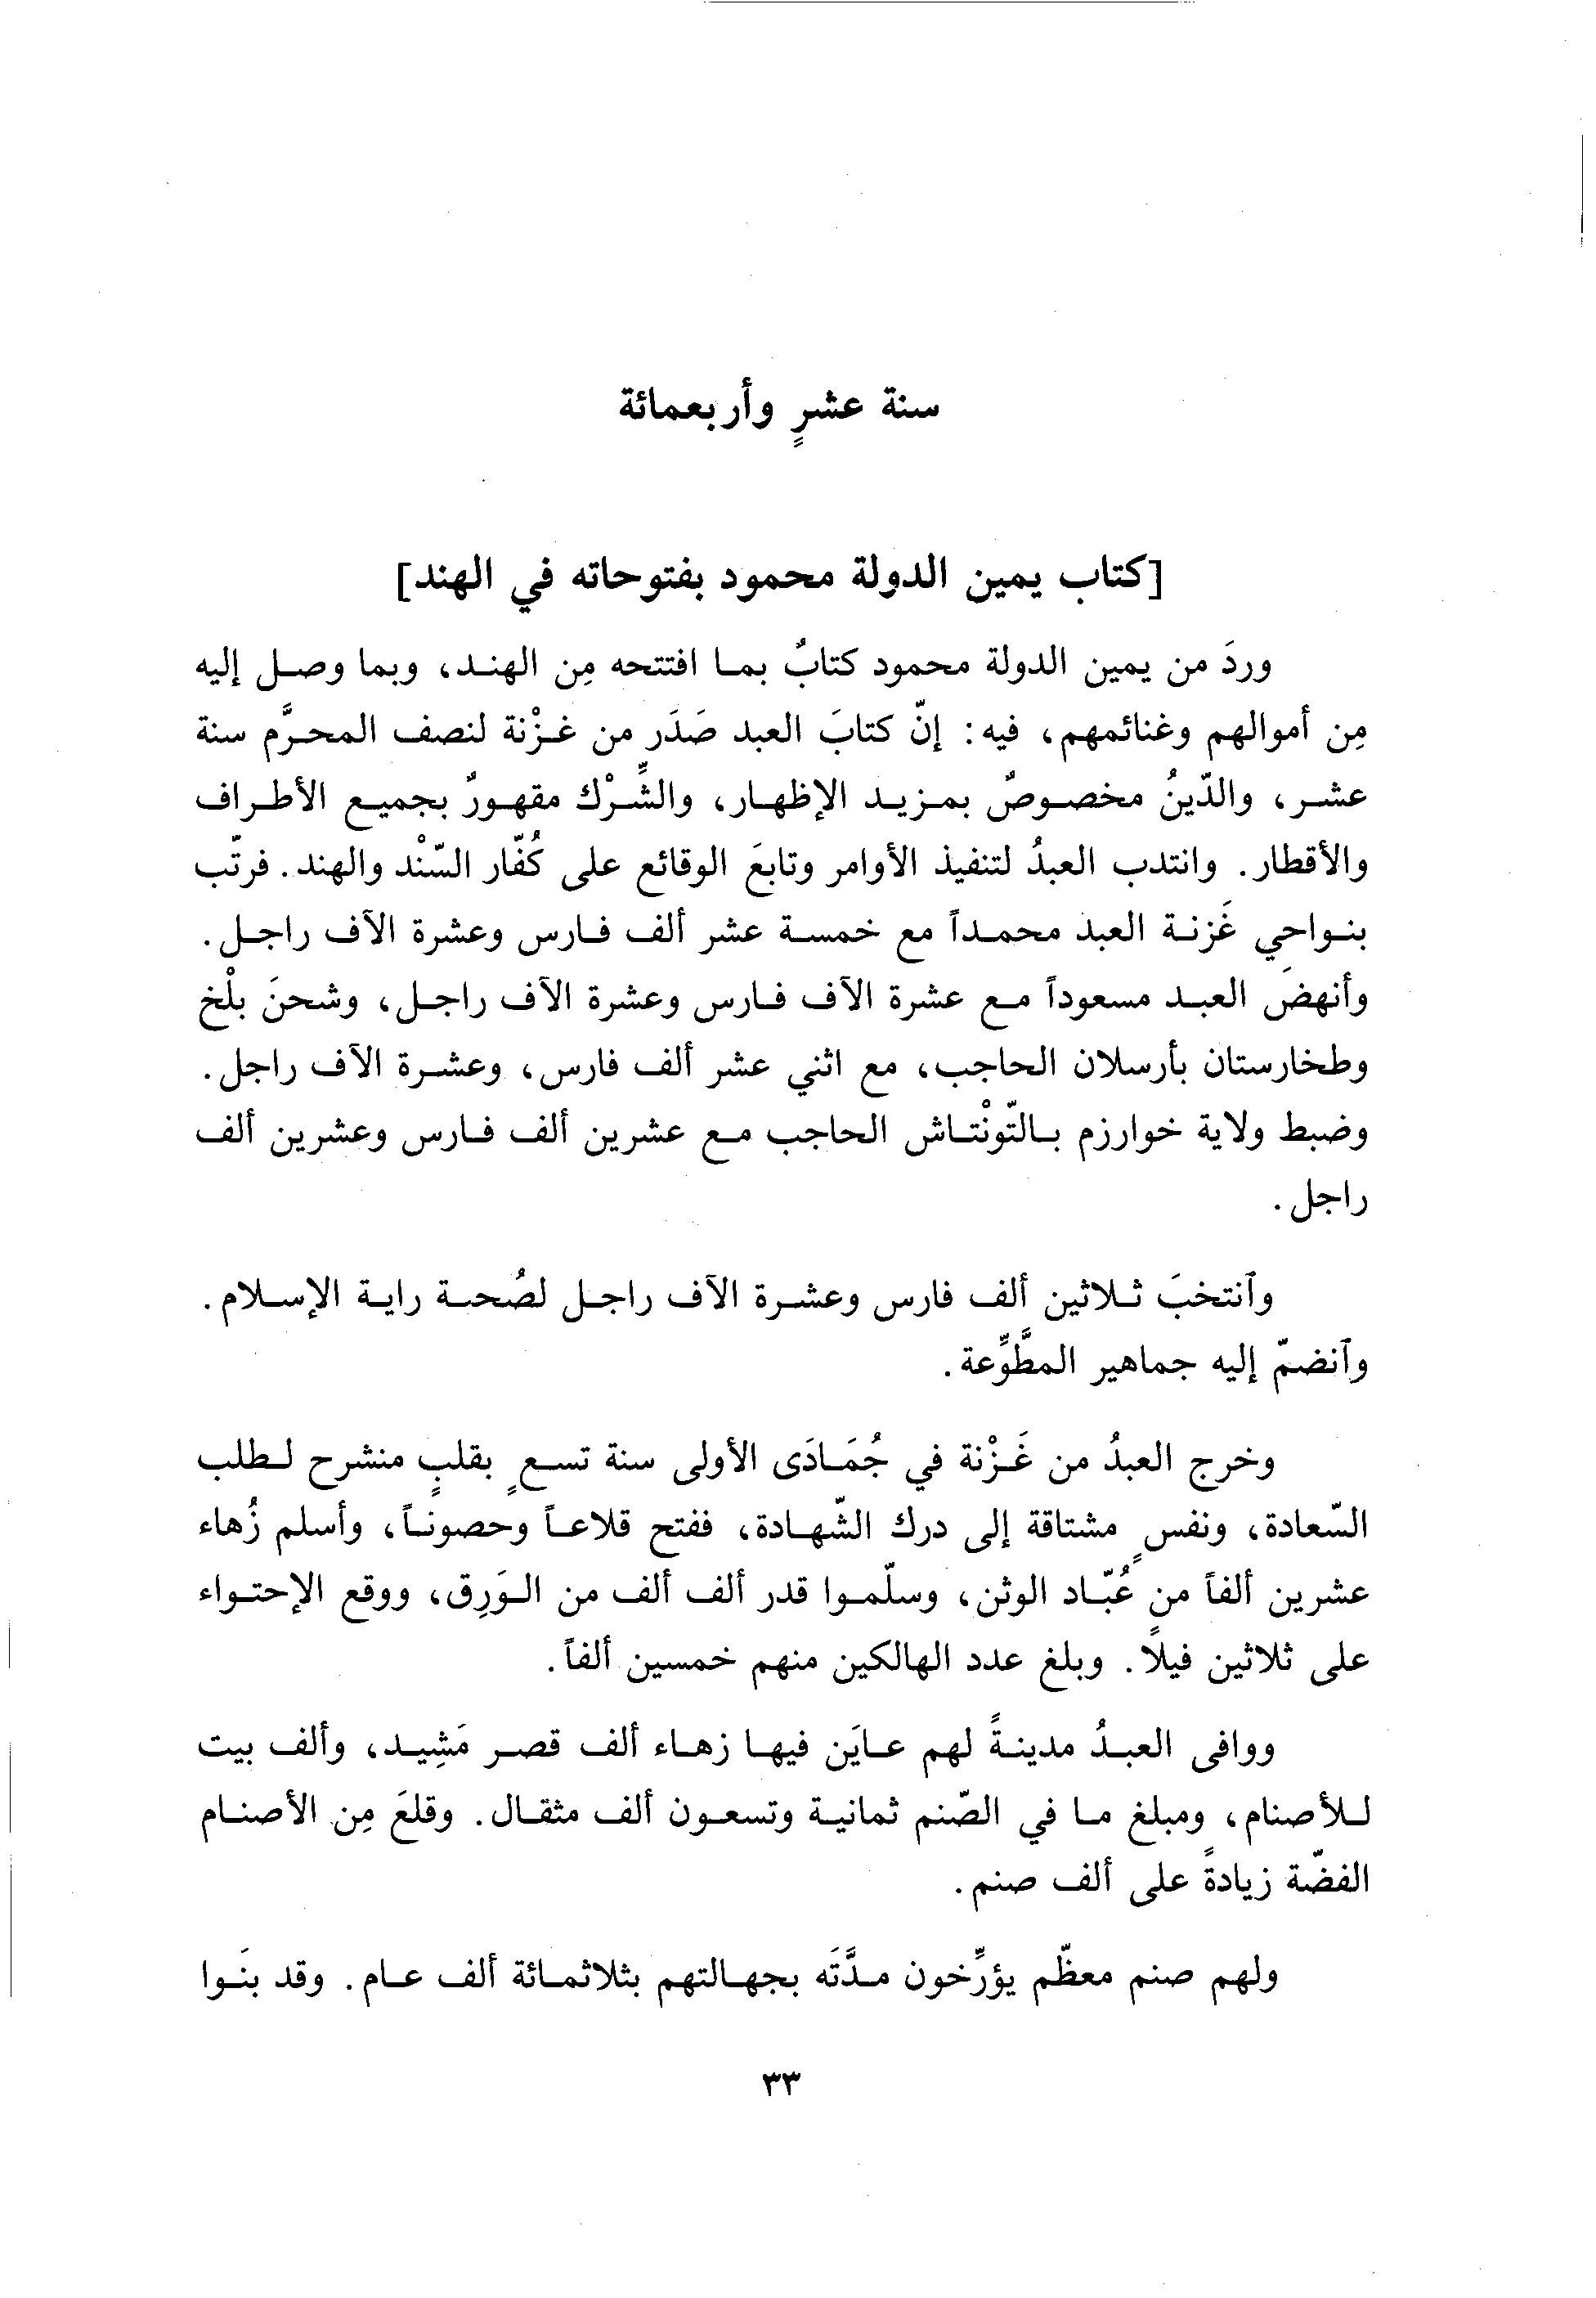 سنة عشرٍ وأربعمائة
[كتاب يمين الدولة محمود بفتوحاته في الهند]
وردَ من يمين الدولة محمود كتابٌ بما افتتحه مِن الهند، وبما وصل إليه
مِن أموالهم وغنائمهم، فيه: إنّ كتابَ العبد صَدَر من غزْنة لنصف المحرَّم سنة
عشر، والدّينُ مخصوصٌ بمزيد الإظهار، والشِّرْك مقهورٌ بجميع الأطراف
والأقطار. وانتدب العبدُ لتنفيذ الأوامر وتابعَ الوقائع على كُفّار السّنْد والهند. فرتّب
بنواحي غَزنة العبد محمداً مع خمسة عشر ألف فارس وعشرة الآف راجل.
وأنهضَ العبد مسعوداً مع عشرة الآف فارس وعشرة الآف راجل، وشحنَ بلْخ
وطخارستان بأرسلان الحاجب، مع اثني عشر ألف فارس، وعشرة الآف راجل.
وضبط ولاية خوارزم بالتّونْتاش الحاجب مع عشرين ألف فارس وعشرين ألف
راجل.
وآنتخبَ ثلاثين ألف فارس وعشرة الآف راجل لصُحبة راية الإسلام.
وآنضمّ إليه جماهير المطَّوِّعة.
وخرج العبدُ من غَزْنة في جُمَادَى الأولى سنة تسعٍ بقلبٍ منشرح لطلب
السّعادة، ونفسٍ مشتاقة إلى درك الشّهادة، ففتح قلاعاً وحصوناً، وأسلم زُهاء
عشرين ألفاً من عُبّاد الوثن، وسلّموا قدر ألف ألف من الوَرِق، ووقع الإحتواء
على ثلاثين فيلاً. وبلغ عدد الهالكين منهم خمسين ألفاً.
ووافى العبدُ مدينةً لهم عايَن فيها زهاء ألف قصر مَشِيد، وألف بيت
للأصنام، ومبلغ ما في الصّنم ثمانية وتسعون ألف مثقال. وقلعَ مِن الأصنام
الفضّة زيادةً على ألف صنم.
ولهم صنم معظّم يؤرِّخون مدَّتَه بجهالتهم بثلاثمائة ألف عام. وقد بنَوا
٣٣